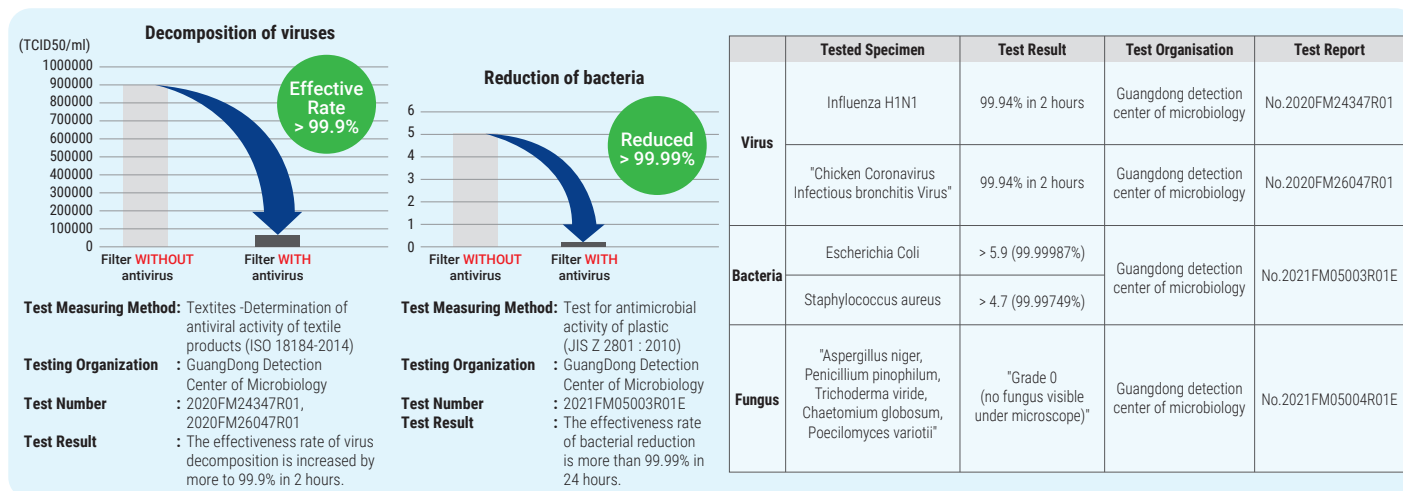 Decomposition of viruses
(TCID50/ml)
1000000
900000
800000
700000
600000
500000
400000
300000
200000
100000
0
Effective
Rate
> 99.9%
Filter WITHOUT
antivirus
Filter WITH
antivirus
Test Measuring Method: Textites -Determination of
antiviral activity of textile
products (ISO 18184-2014)
Testing Organization : GuangDong Detection
Center of Microbiology
Test Number : 2020FM24347R01,
2020FM26047R01
Test Result : The effectiveness rate of virus
decomposition is increased by
more to 99.9% in 2 hours.
Reduction of bacteria
6
5
4
3
2
1
0
Reduced
> 99.99%
Filter WITHOUT
antivirus
Filter WITH
antivirus
Test Measuring Method: Test for antimicrobial
activity of plastic
(JIS Z 2801 : 2010)
Testing Organization : GuangDong Detection
Center of Microbiology
Test Number : 2021FM05003R01E
Test Result : The effectiveness rate
of bacterial reduction
is more than 99.99% in
24 hours.
Tested Specimen Test Result Test Organisation Test Report
Virus
Influenza H1N1 99.94% in 2 hours Guangdong detection
center of microbiology No.2020FM24347R01
"Chicken Coronavirus
Infectious bronchitis Virus" 99.94% in 2 hours Guangdong detection
center of microbiology No.2020FM26047R01
Bacteria
Escherichia Coli > 5.9 (99.99987%)
Staphylococcus aureus > 4.7 (99.99749%)
Guangdong detection
center of microbiology No.2021FM05003R01E
Fungus
"Aspergillus niger,
Penicillium pinophilum,
Trichoderma viride,
Chaetomium globosum,
Poecilomyces variotii"
"Grade 0
(no fungus visible
under microscope)"
Guangdong detection
center of microbiology No.2021FM05004R01E